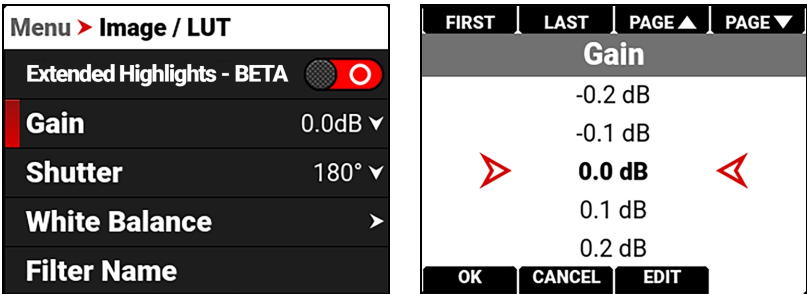 Menu > Image / LUT
Extended Highlights - BETA
Gain 0.0dB
Shutter 180°
White Balance
Filter Name
FIRST LAST PAGE▲ PAGE▼
Gain
-0.2 dB
-0.1 dB
0.0 dB
0.1 dB
0.2 dB
OK CANCEL EDIT